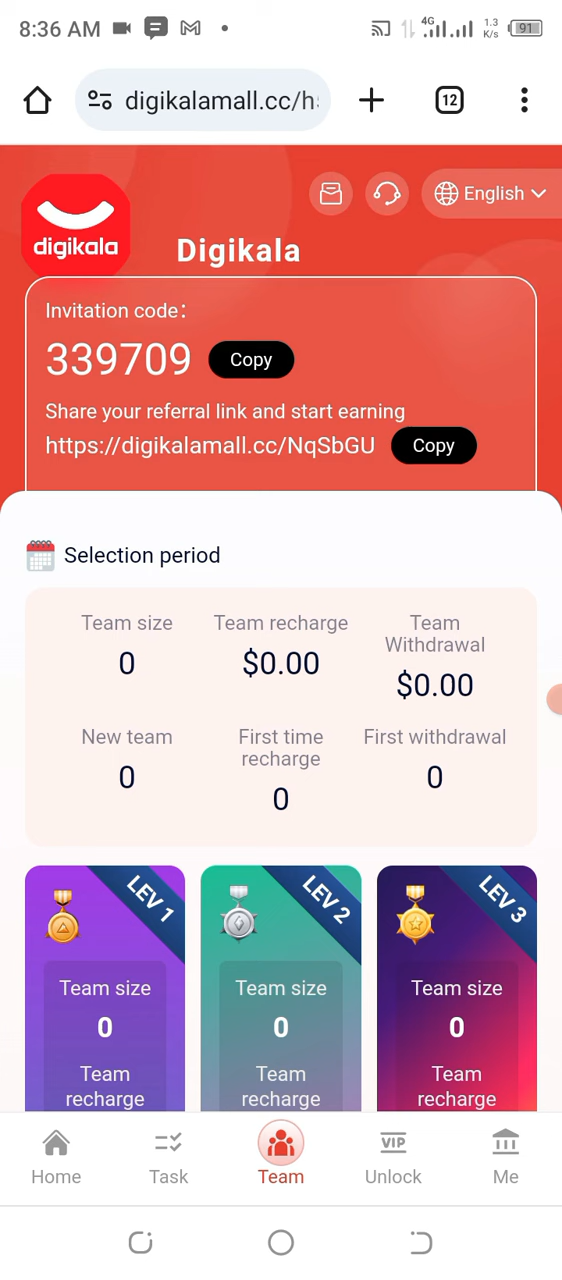 8:36 AM
4G
1.3
K/s
91
digikalamall.cc/h
12
English
digikala
Digikala
Invitation code:
339709
Copy
Share your referral link and start earning
https://digikalamall.cc/NqSbGU
Copy
Selection period
Team size
0
Team recharge
$0.00
Team
Withdrawal
$0.00
New team
0
First time
recharge
0
First withdrawal
0
LEV 1
Team size
0
Team
recharge
LEV 2
Team size
0
Team
recharge
LEV 3
Team size
0
Team
recharge
Home
Task
Team
VIP
Unlock
Me